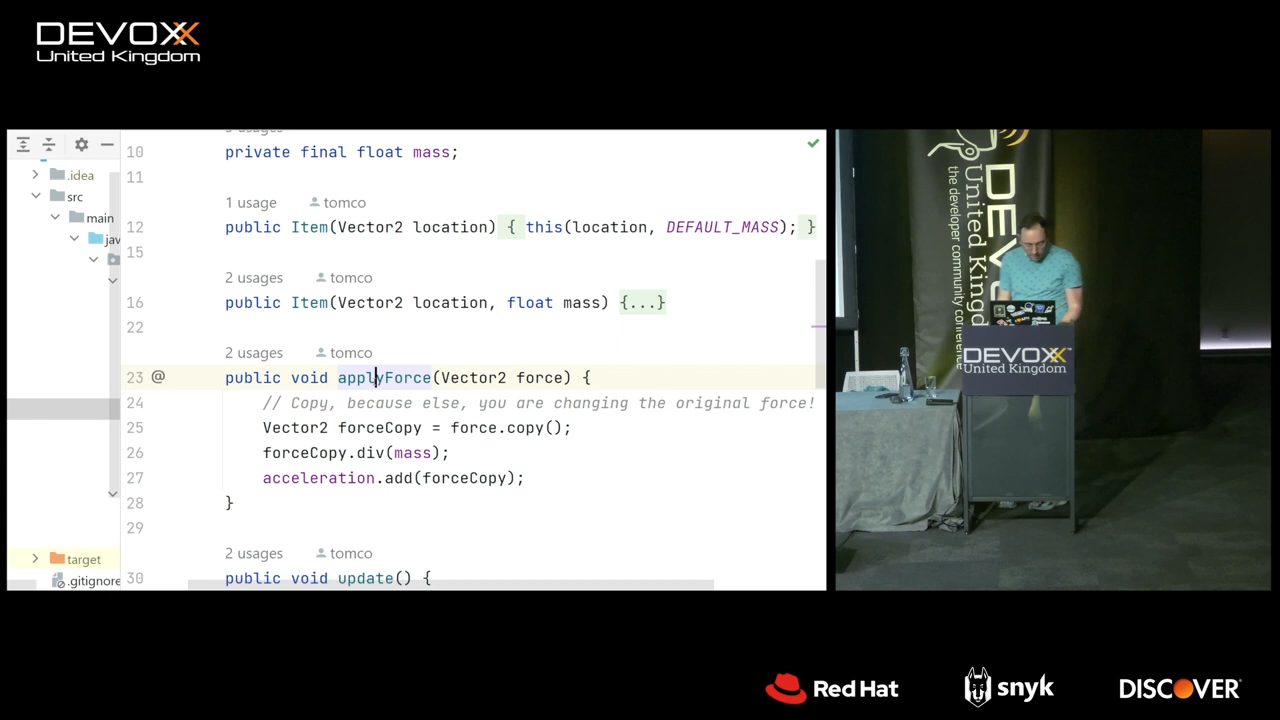 DEVOXX
United Kingdom
10 private final float mass;
11
1 usage tomco
12 public Item(Vector2 location) { this(location, DEFAULT_MASS); }
15
2 usages tomco
16 public Item(Vector2 location, float mass) {...}
22
2 usages tomco
23 @ public void applyForce(Vector2 force) {
24 // Copy, because else, you are changing the original force!
25 Vector2 forceCopy = force.copy();
26 forceCopy.div(mass);
27 acceleration.add(forceCopy);
28 }
29
2 usages tomco
30 public void update() {
.idea
src
main
jav
target
.gitignore
DEVOXX
United Kingdom
the developer community conference
DEVOXX
United Kingdom
Red Hat
snyk
DISCOVER